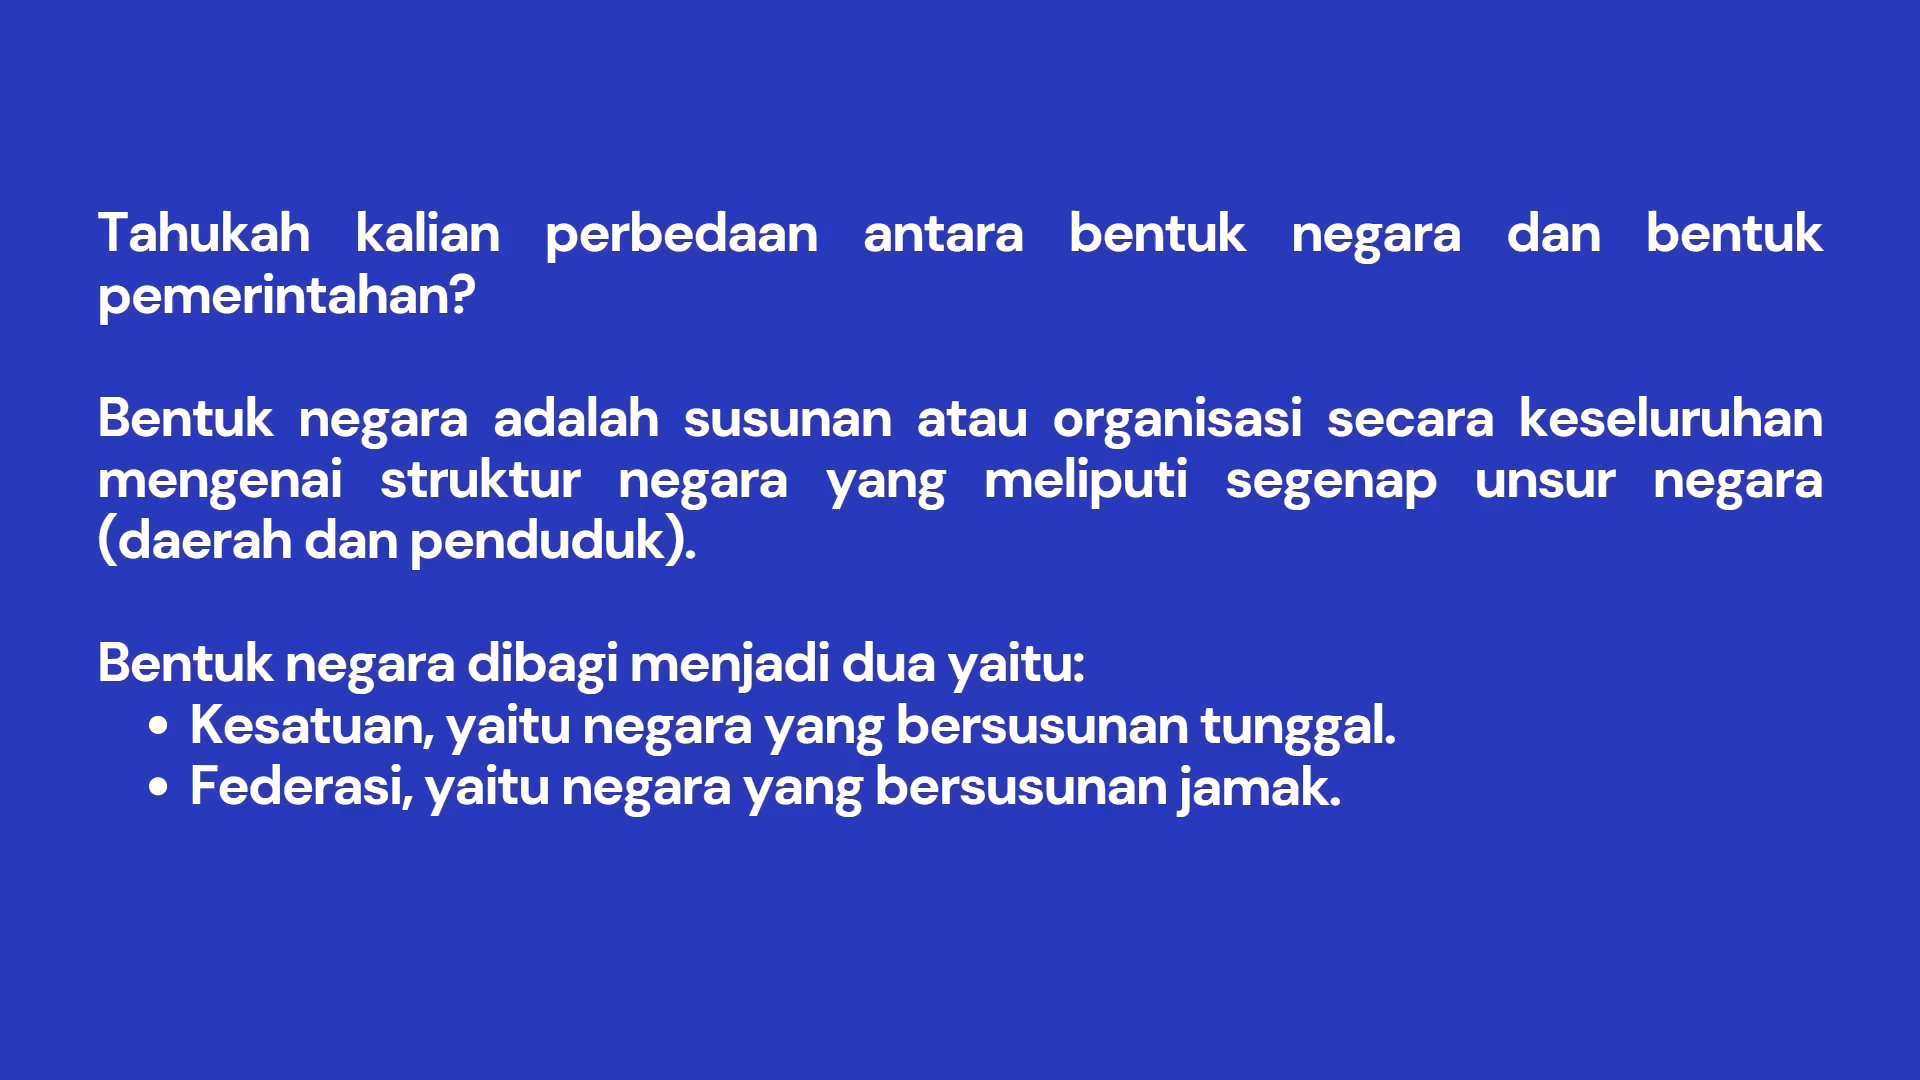 Tahukah kalian perbedaan antara bentuk negara dan bentuk
pemerintahan?
Bentuk negara adalah susunan atau organisasi secara keseluruhan
mengenai struktur negara yang meliputi segenap unsur negara
(daerah dan penduduk).
Bentuk negara dibagi menjadi dua yaitu:
• Kesatuan, yaitu negara yang bersusunan tunggal.
• Federasi, yaitu negara yang bersusunan jamak.